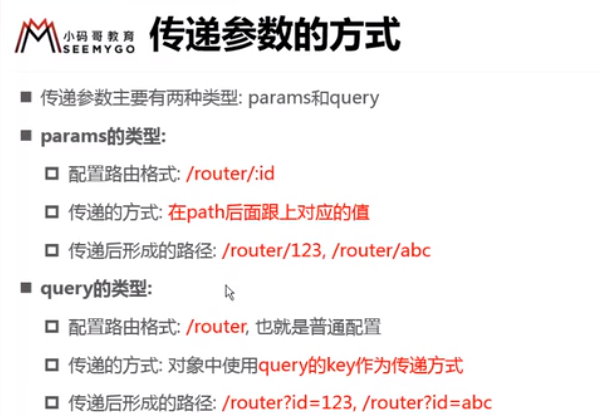 小码哥教育
SEEMYGO
传递参数的方式
传递参数主要有两种类型: params和query
params的类型:
配置路由格式: /router/:id
传递的方式: 在path后面跟上对应的值
传递后形成的路径: /router/123, /router/abc
query的类型:
配置路由格式: /router, 也就是普通配置
传递的方式: 对象中使用query的key作为传递方式
传递后形成的路径: /router?id=123, /router?id=abc